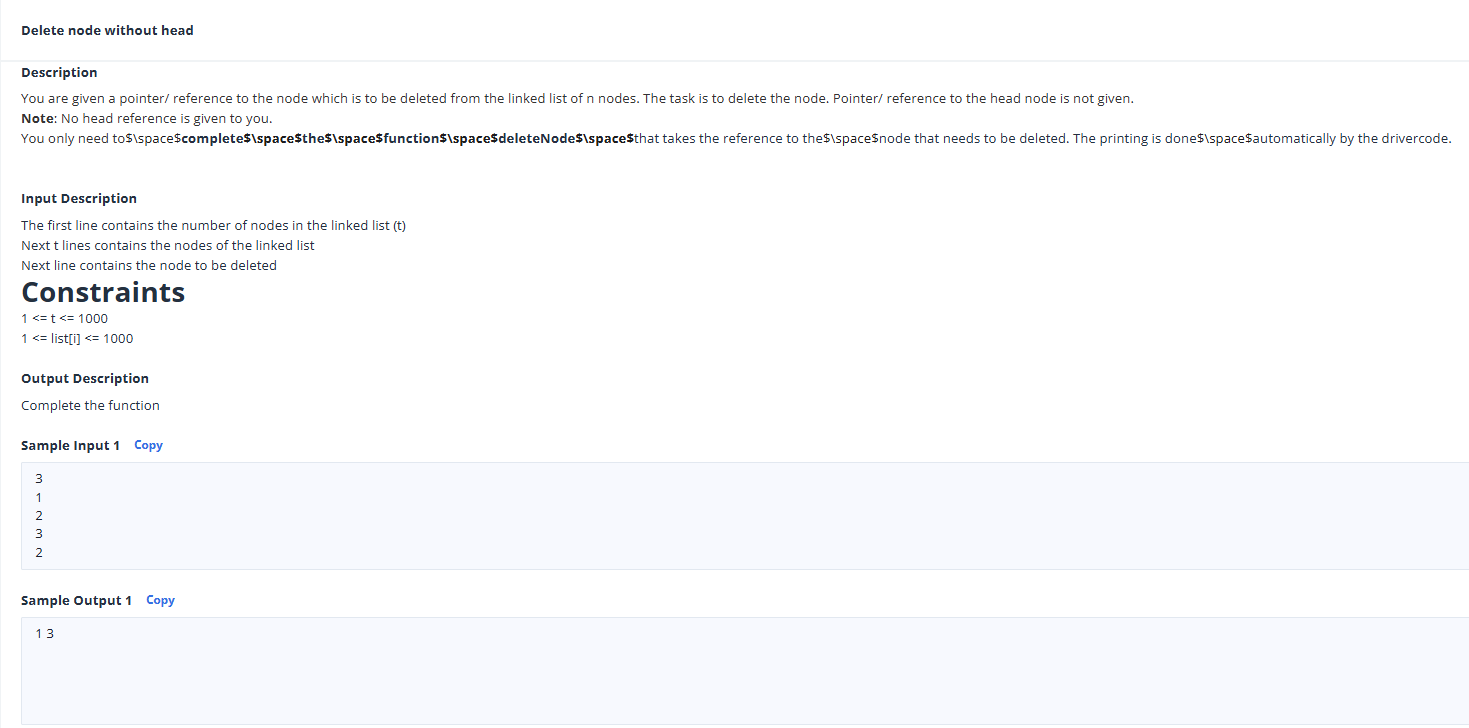 Delete node without head
Description
You are given a pointer/ reference to the node which is to be deleted from the linked list of n nodes. The task is to delete the node. Pointer/ reference to the head node is not given.
Note: No head reference is given to you.
You only need to$\space$complete$\space$the$\space$function$\space$deleteNode$\space$that takes the reference to the$\space$node that needs to be deleted. The printing is done$\space$automatically by the drivercode.
Input Description
The first line contains the number of nodes in the linked list (t)
Next t lines contains the nodes of the linked list
Next line contains the node to be deleted
Constraints
1 <= t <= 1000
1 <= list[i] <= 1000
Output Description
Complete the function
Sample Input 1 Copy
3
1
2
3
2
Sample Output 1 Copy
1 3